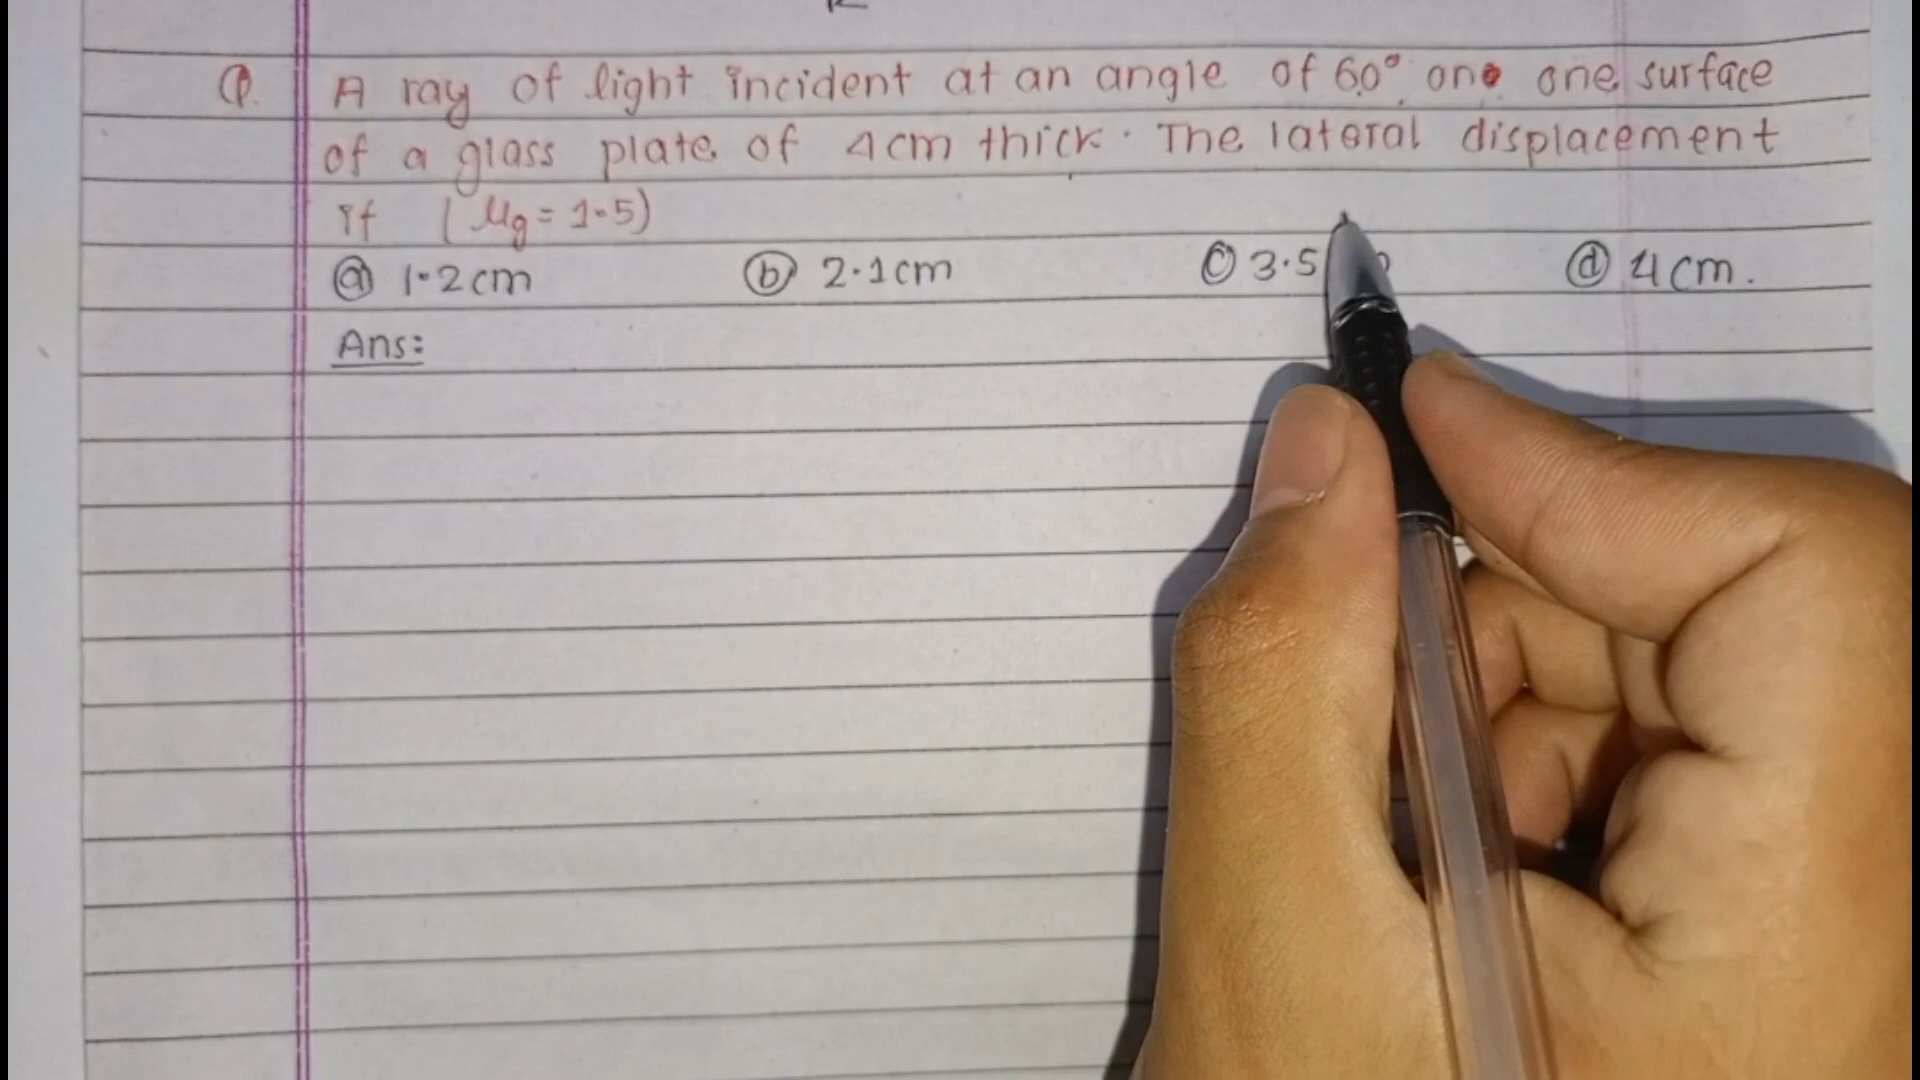 Q. A ray of light incident at an angle of 60° on one surface
of a glass plate of 4cm thick. The lateral displacement
if (μg = 1.5)
ⓐ 1.2cm ⓑ 2.1cm ⓒ 3.5 ⓓ 4cm.
Ans: